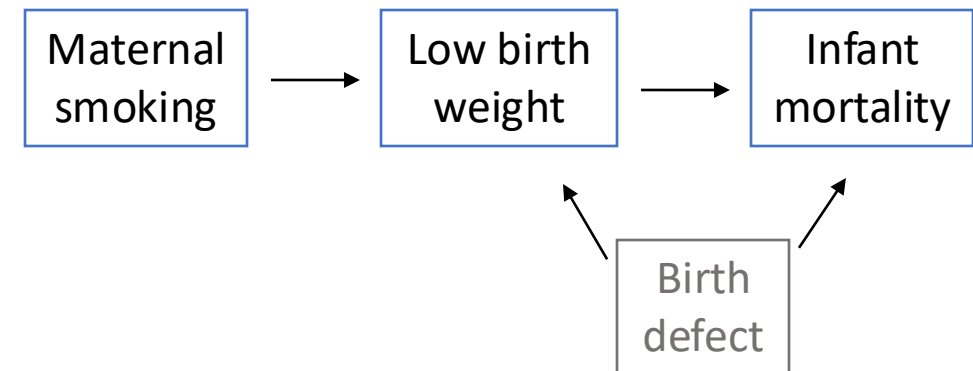 Maternal
smoking
Low birth
weight
Infant
mortality
Birth
defect